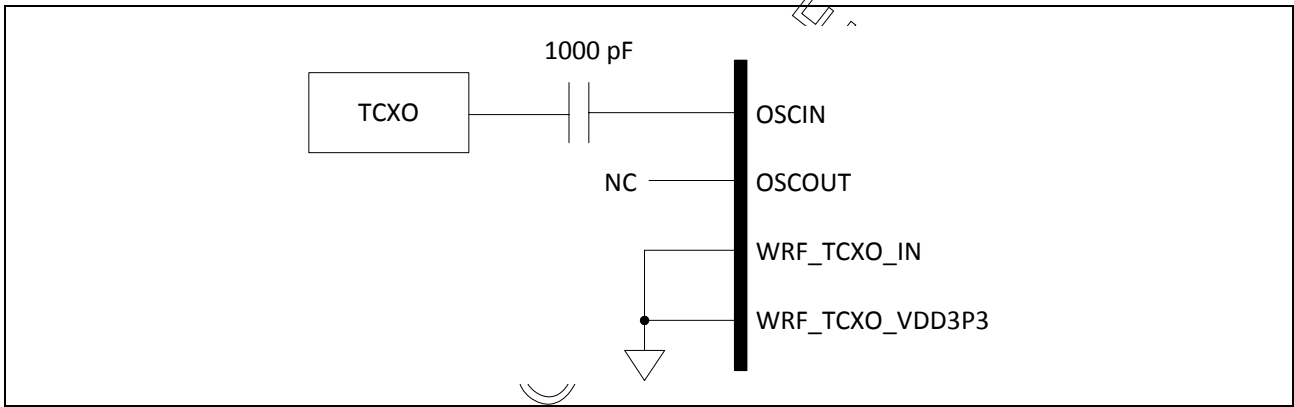 1000 pF
TCXO
OSCIN
NC
OSCOUT
WRF_TCXO_IN
WRF_TCXO_VDD3P3